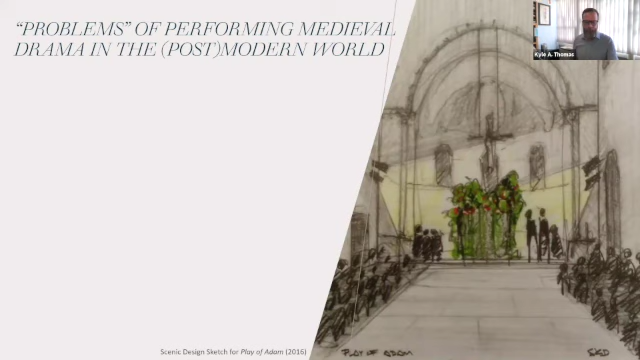 “PROBLEMS” OF PERFORMING MEDIEVAL
DRAMA IN THE (POST)MODERN WORLD
Kyle A. Thomas
Scenic Design Sketch for Play of Adam (2016)
PLAY OF ADAM